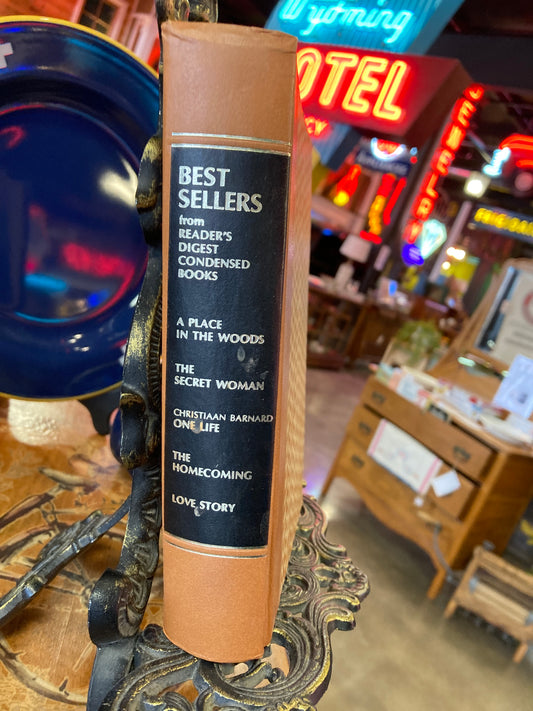 Wyoming
BEST
SELLERS
from
READER'S
DIGEST
CONDENSED
BOOKS
A PLACE
IN THE WOODS
THE
SECRET WOMAN
CHRISTIAAN BARNARD
ONE LIFE
THE
HOMECOMING
LOVE STORY